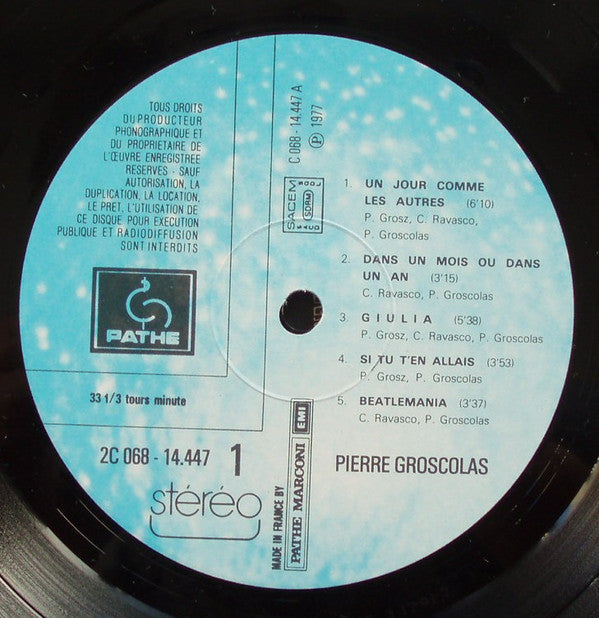 TOUS DROITS
DU PRODUCTEUR
PHONOGRAPHIQUE ET
DU PROPRIETAIRE DE
L'ŒUVRE ENREGISTREE
RESERVES - SAUF
AUTORISATION, LA
DUPLICATION, LA LOCATION,
LE PRET, L'UTILISATION DE
CE DISQUE POUR EXECUTION
PUBLIQUE ET RADIODIFFUSION
SONT INTERDITS
PATHE
33 1/3 tours minute
2C 068 - 14.447 1
stéréo
C 068 - 14.447 A
Ⓟ 1977
SACEM
SDRM
MADE IN FRANCE BY
PATHE MARCONI EMI
1. UN JOUR COMME
LES AUTRES (6'10)
P. Grosz, C. Ravasco,
P. Groscolas
2. DANS UN MOIS OU DANS
UN AN (3'15)
C. Ravasco, P. Groscolas
3. GIULIA (5'38)
P. Grosz, C. Ravasco, P. Groscolas
4. SI TU T'EN ALLAIS (3'53)
P. Grosz, P. Groscolas
5. BEATLEMANIA (3'37)
C. Ravasco, P. Groscolas
PIERRE GROSCOLAS